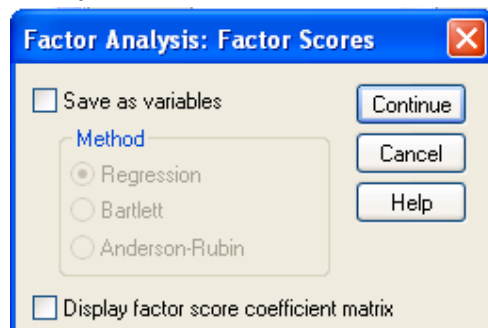 Factor Analysis: Factor Scores
Save as variables
Continue
Method
Cancel
Regression
Help
Bartlett
Anderson-Rubin
Display factor score coefficient matrix